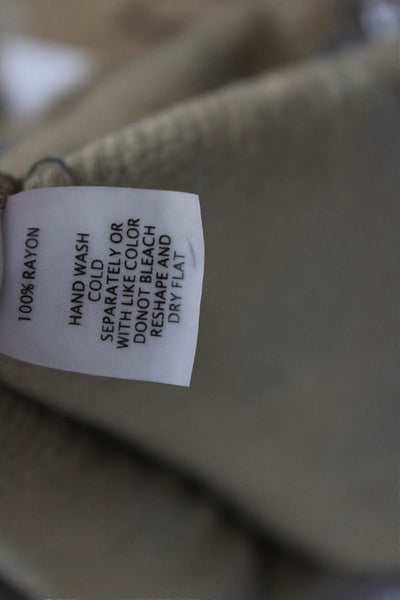 100% RAYON
HAND WASH
COLD
SEPARATELY OR
WITH LIKE COLOR
DONOT BLEACH
RESHAPE AND
DRY FLAT